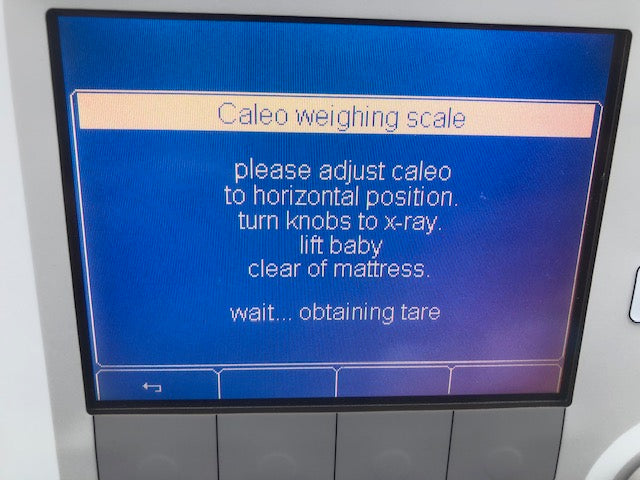 Caleo weighing scale
please adjust caleo
to horizontal position.
turn knobs to x-ray.
lift baby
clear of mattress.
wait... obtaining tare